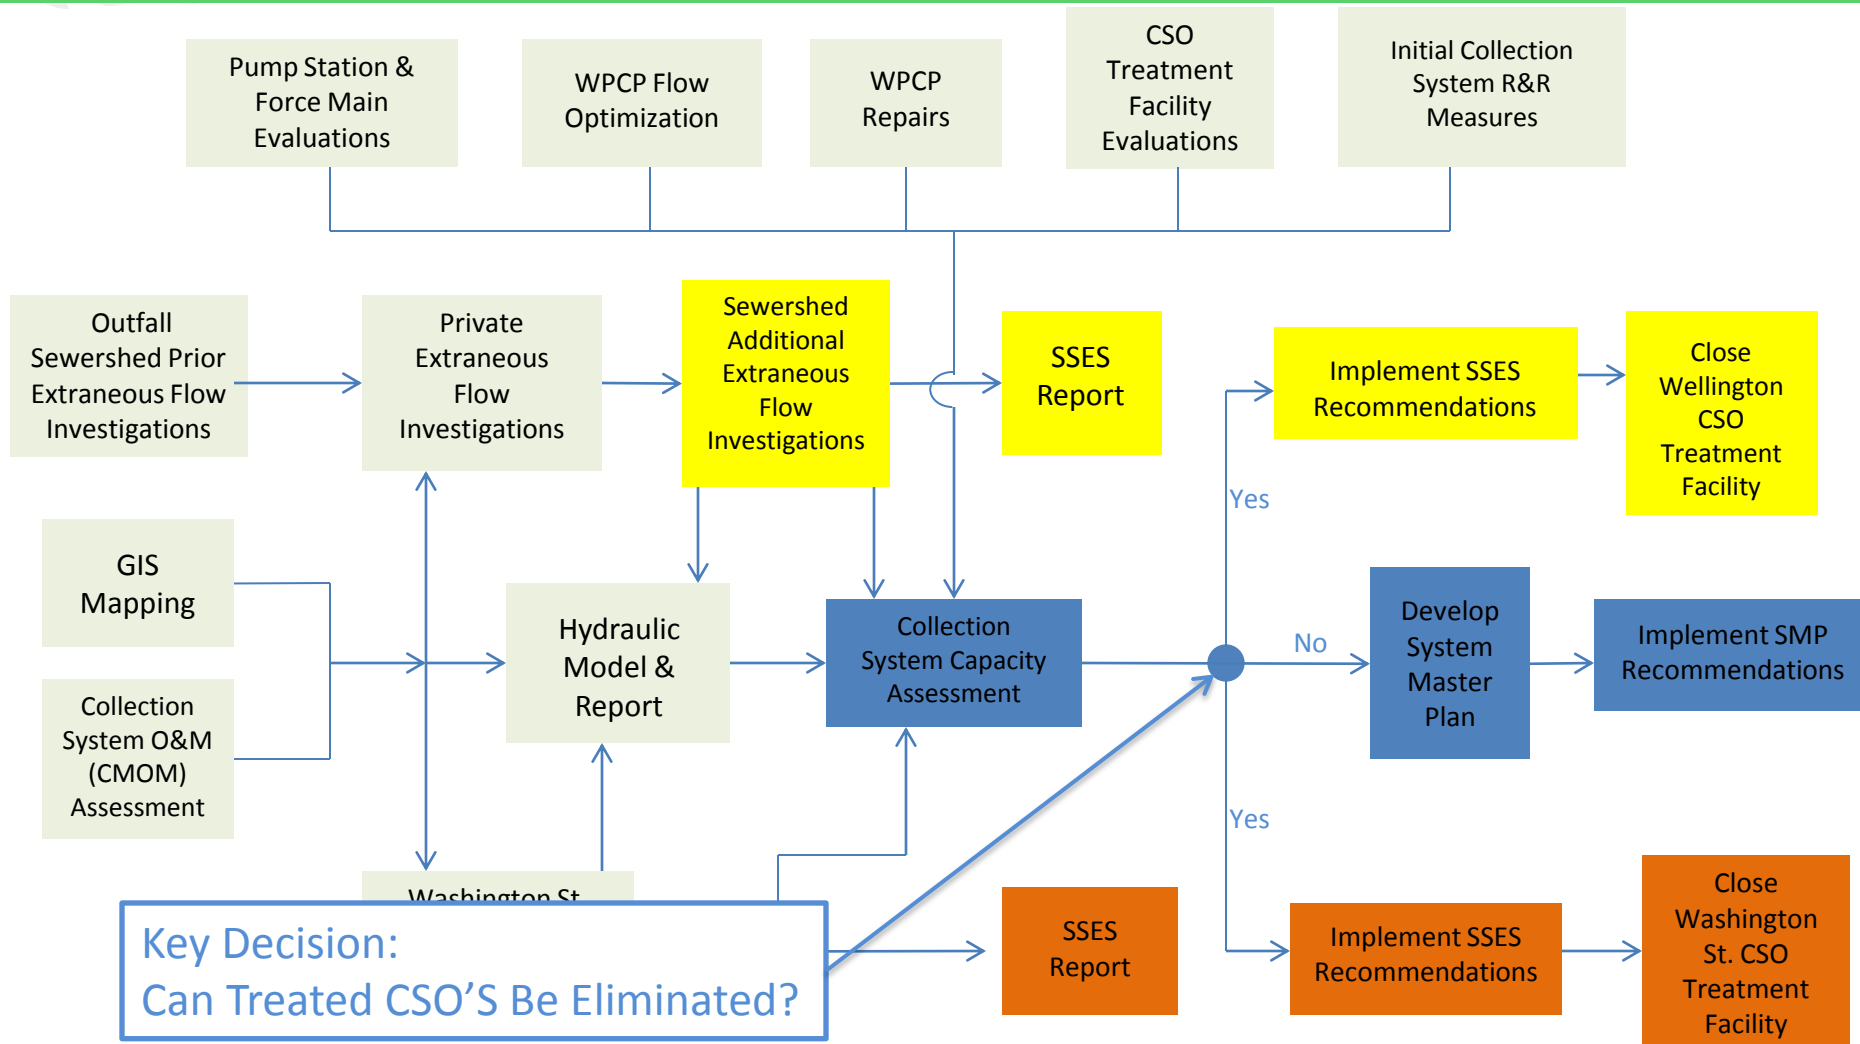 Pump Station &
Force Main
Evaluations
WPCP Flow
Optimization
WPCP
Repairs
CSO
Treatment
Facility
Evaluations
Initial Collection
System R&R
Measures
Outfall
Sewershed Prior
Extraneous Flow
Investigations
Private
Extraneous
Flow
Investigations
Sewershed
Additional
Extraneous
Flow
Investigations
SSES
Report
Implement SSES
Recommendations
Close
Wellington
CSO
Treatment
Facility
Yes
GIS
Mapping
Collection
System O&M
(CMOM)
Assessment
Hydraulic
Model &
Report
Collection
System Capacity
Assessment
No
Develop
System
Master
Plan
Implement SMP
Recommendations
Yes
Washington St.
Key Decision:
Can Treated CSO'S Be Eliminated?
SSES
Report
Implement SSES
Recommendations
Close
Washington
St. CSO
Treatment
Facility